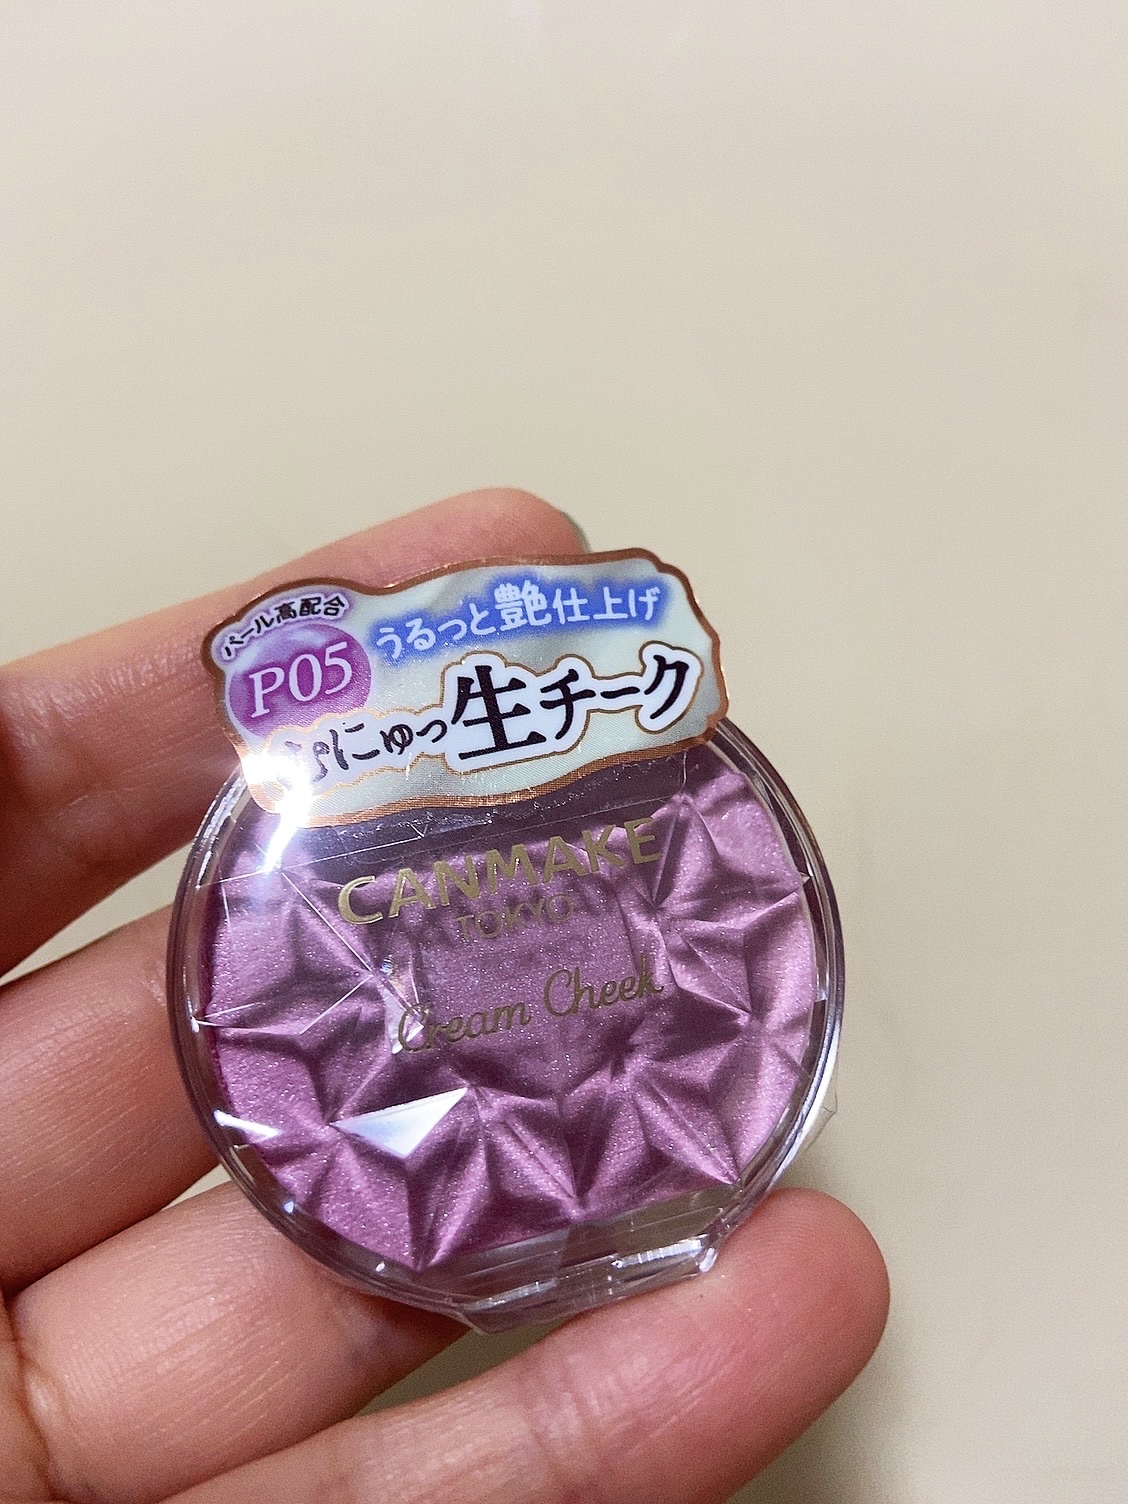 パール高配合
P05
うるっと艶仕上げ
ぷにゅっ生チーク
CANMAKE
TOKYO
Cream Cheek